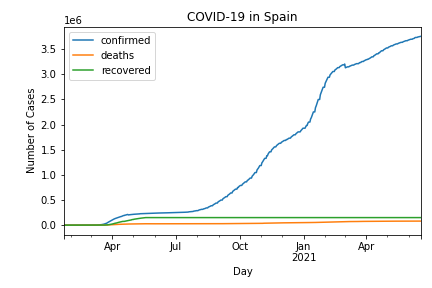 COVID-19 in Spain
1e6
confirmed
deaths
recovered
Number of Cases
3.5
3.0
2.5
2.0
1.5
1.0
0.5
0.0
Apr
Jul
Oct
Jan
2021
Apr
Day